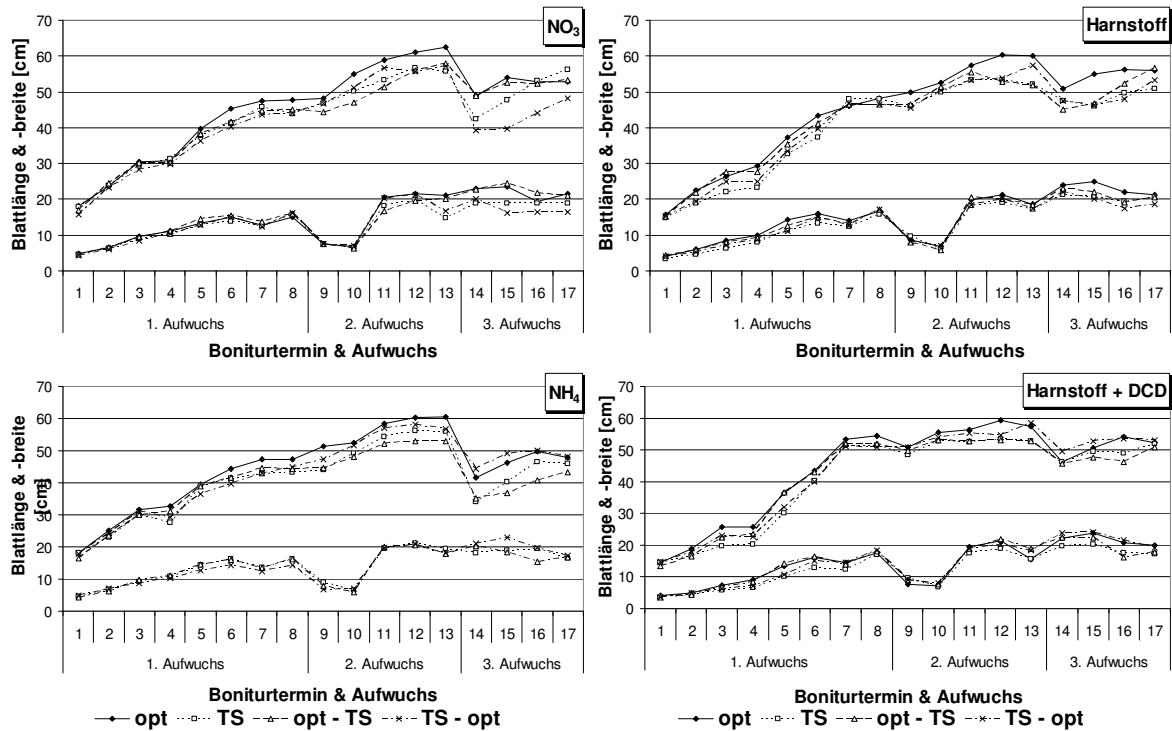 NO3
Blattlänge & -breite [cm]
70
60
50
40
30
20
10
0
1 2 3 4 5 6 7 8 9 10 11 12 13 14 15 16 17
1. Aufwuchs 2. Aufwuchs 3. Aufwuchs
Boniturtermin & Aufwuchs
Harnstoff
Blattlänge & -breite [cm]
70
60
50
40
30
20
10
0
1 2 3 4 5 6 7 8 9 10 11 12 13 14 15 16 17
1. Aufwuchs 2. Aufwuchs 3. Aufwuchs
Boniturtermin & Aufwuchs
NH4
Blattlänge & -breite
[cm]
70
60
50
40
30
20
10
0
1 2 3 4 5 6 7 8 9 10 11 12 13 14 15 16 17
1. Aufwuchs 2. Aufwuchs 3. Aufwuchs
Boniturtermin & Aufwuchs
opt TS opt - TS TS - opt
Harnstoff + DCD
Blattlänge & -breite [cm]
70
60
50
40
30
20
10
0
1 2 3 4 5 6 7 8 9 10 11 12 13 14 15 16 17
1. Aufwuchs 2. Aufwuchs 3. Aufwuchs
Boniturtermin & Aufwuchs
opt TS opt - TS TS - opt